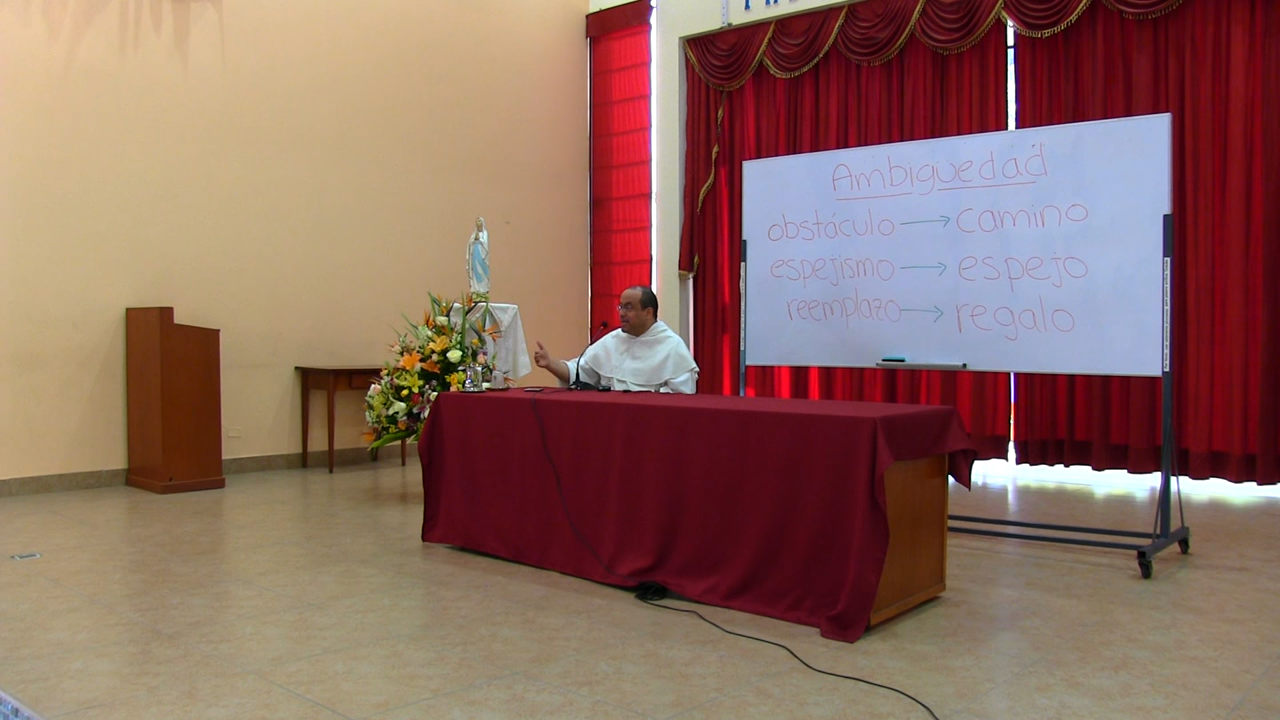 Ambiguedad
obstáculo → camino
espejismo → espejo
reemplazo → regalo